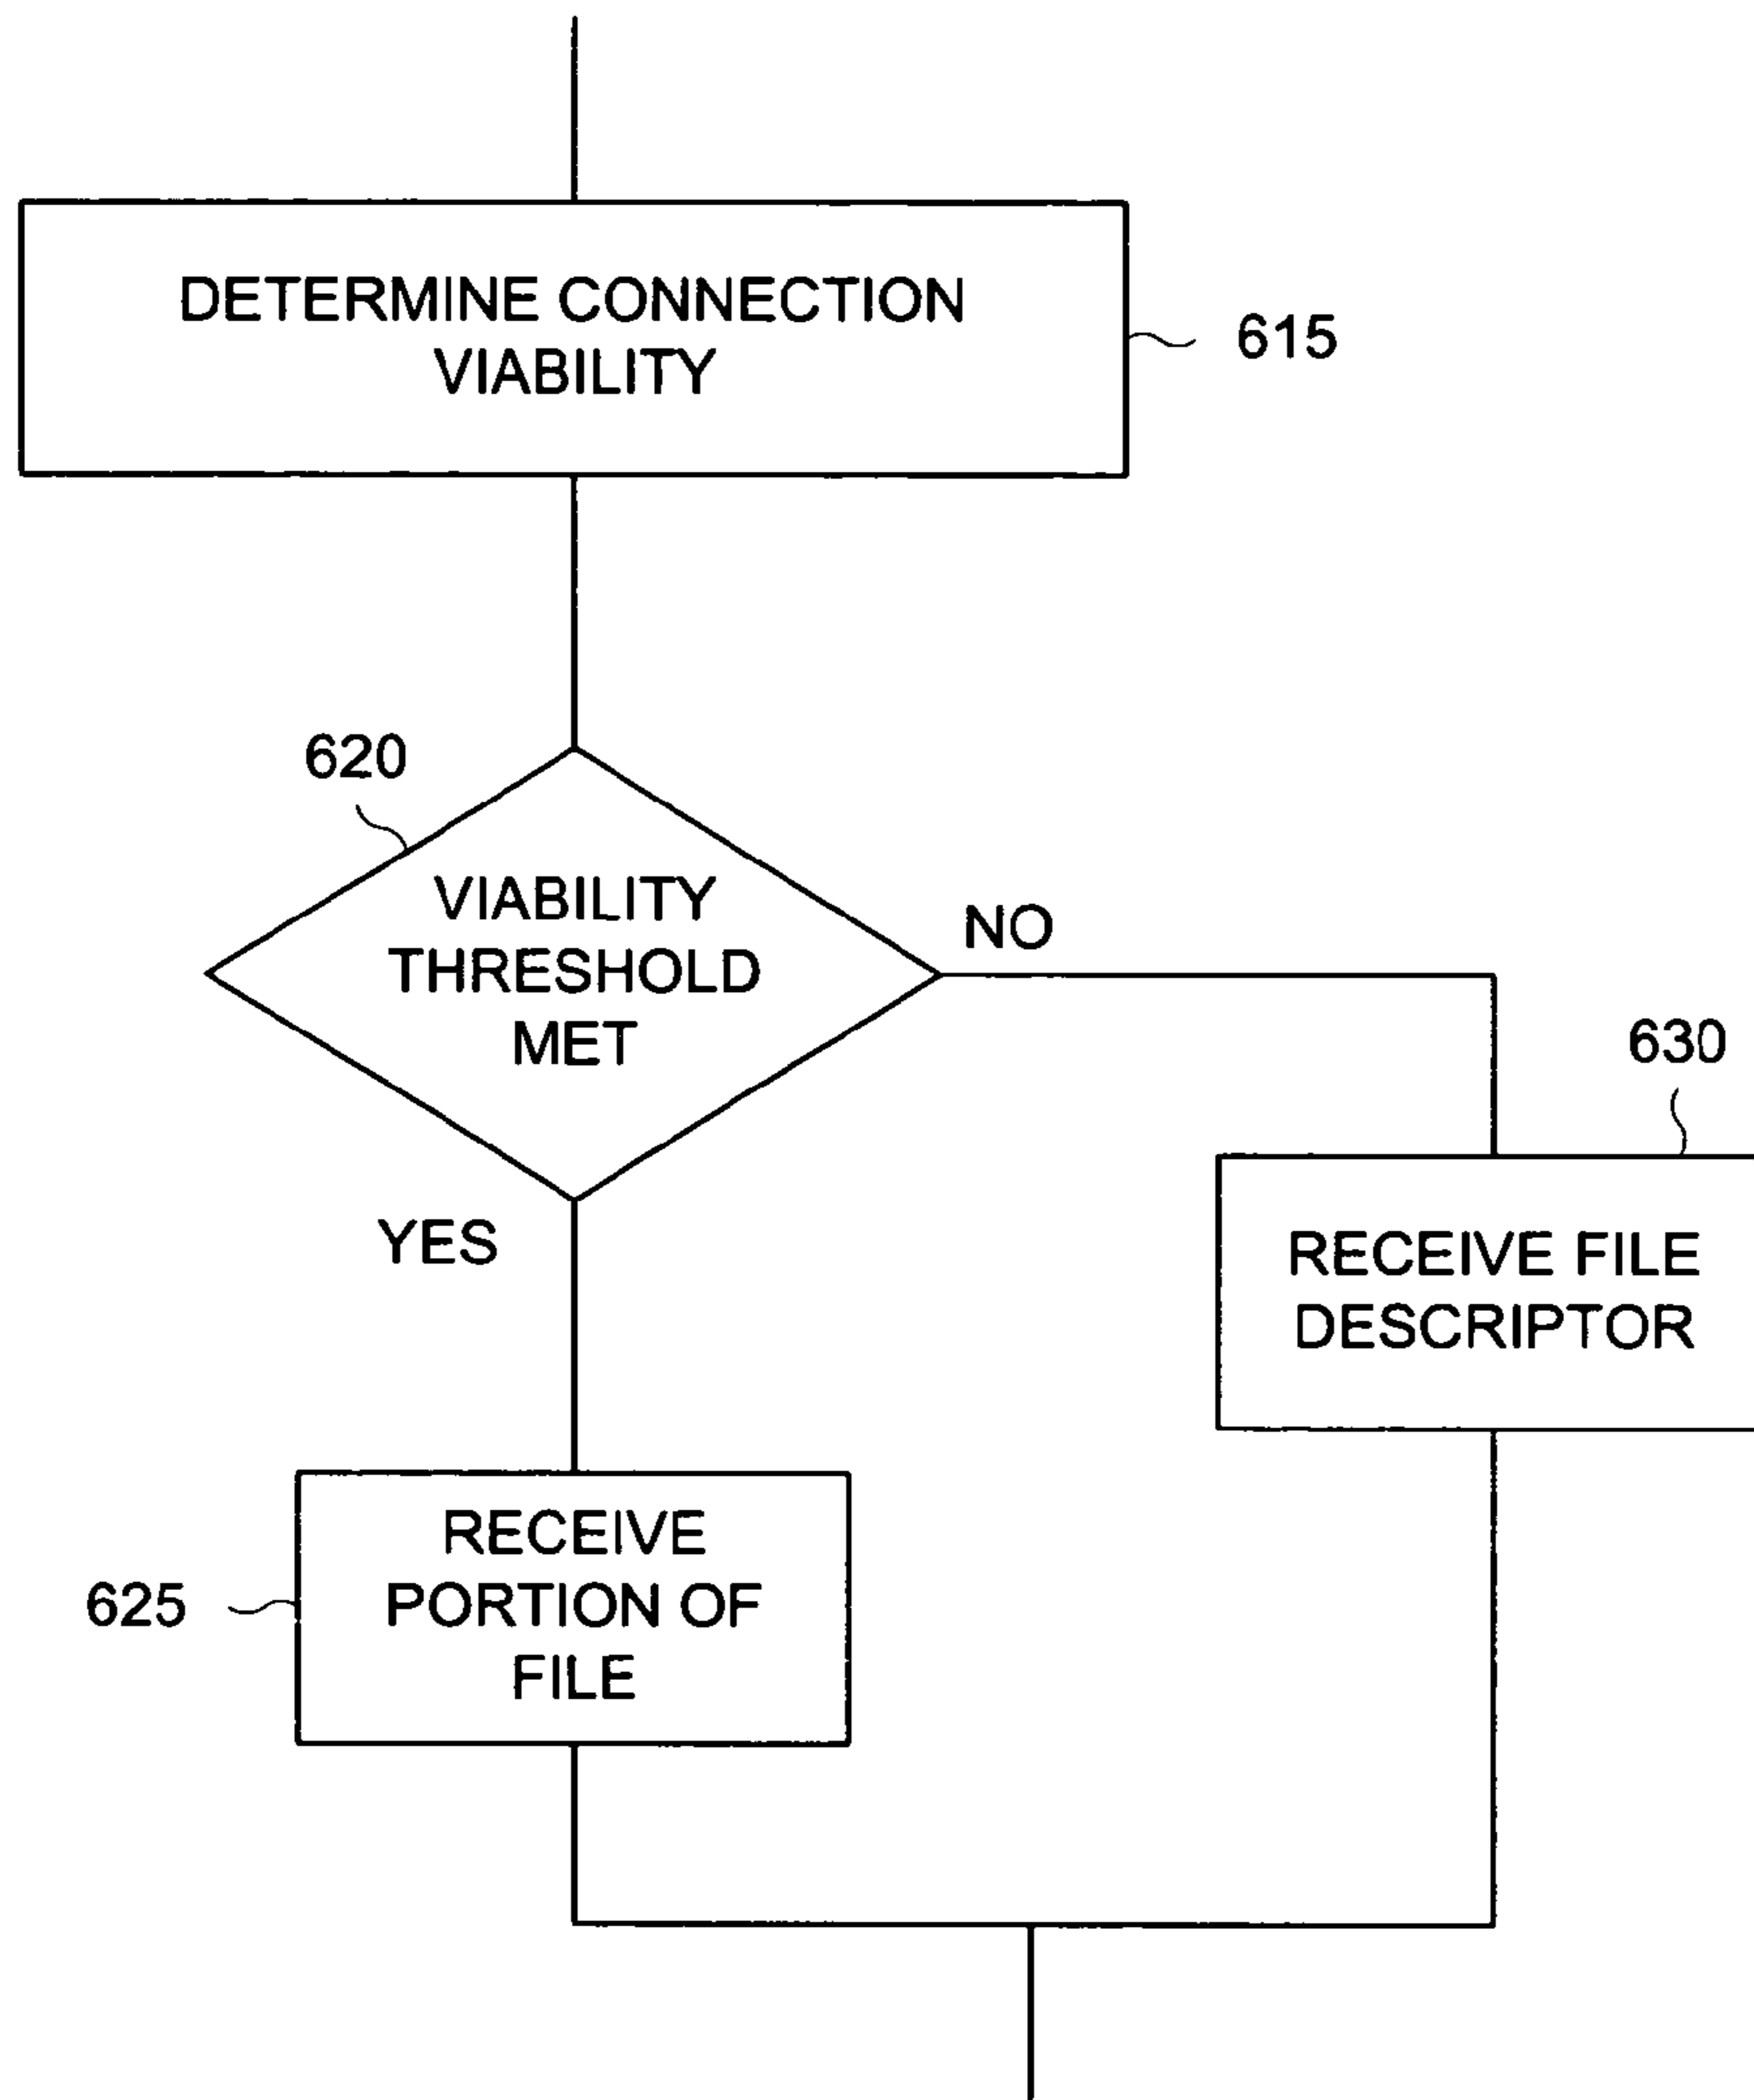 DETERMINE CONNECTION
VIABILITY
615
620
VIABILITY
THRESHOLD
MET
NO
630
YES
RECEIVE FILE
DESCRIPTOR
RECEIVE
PORTION OF
FILE
625